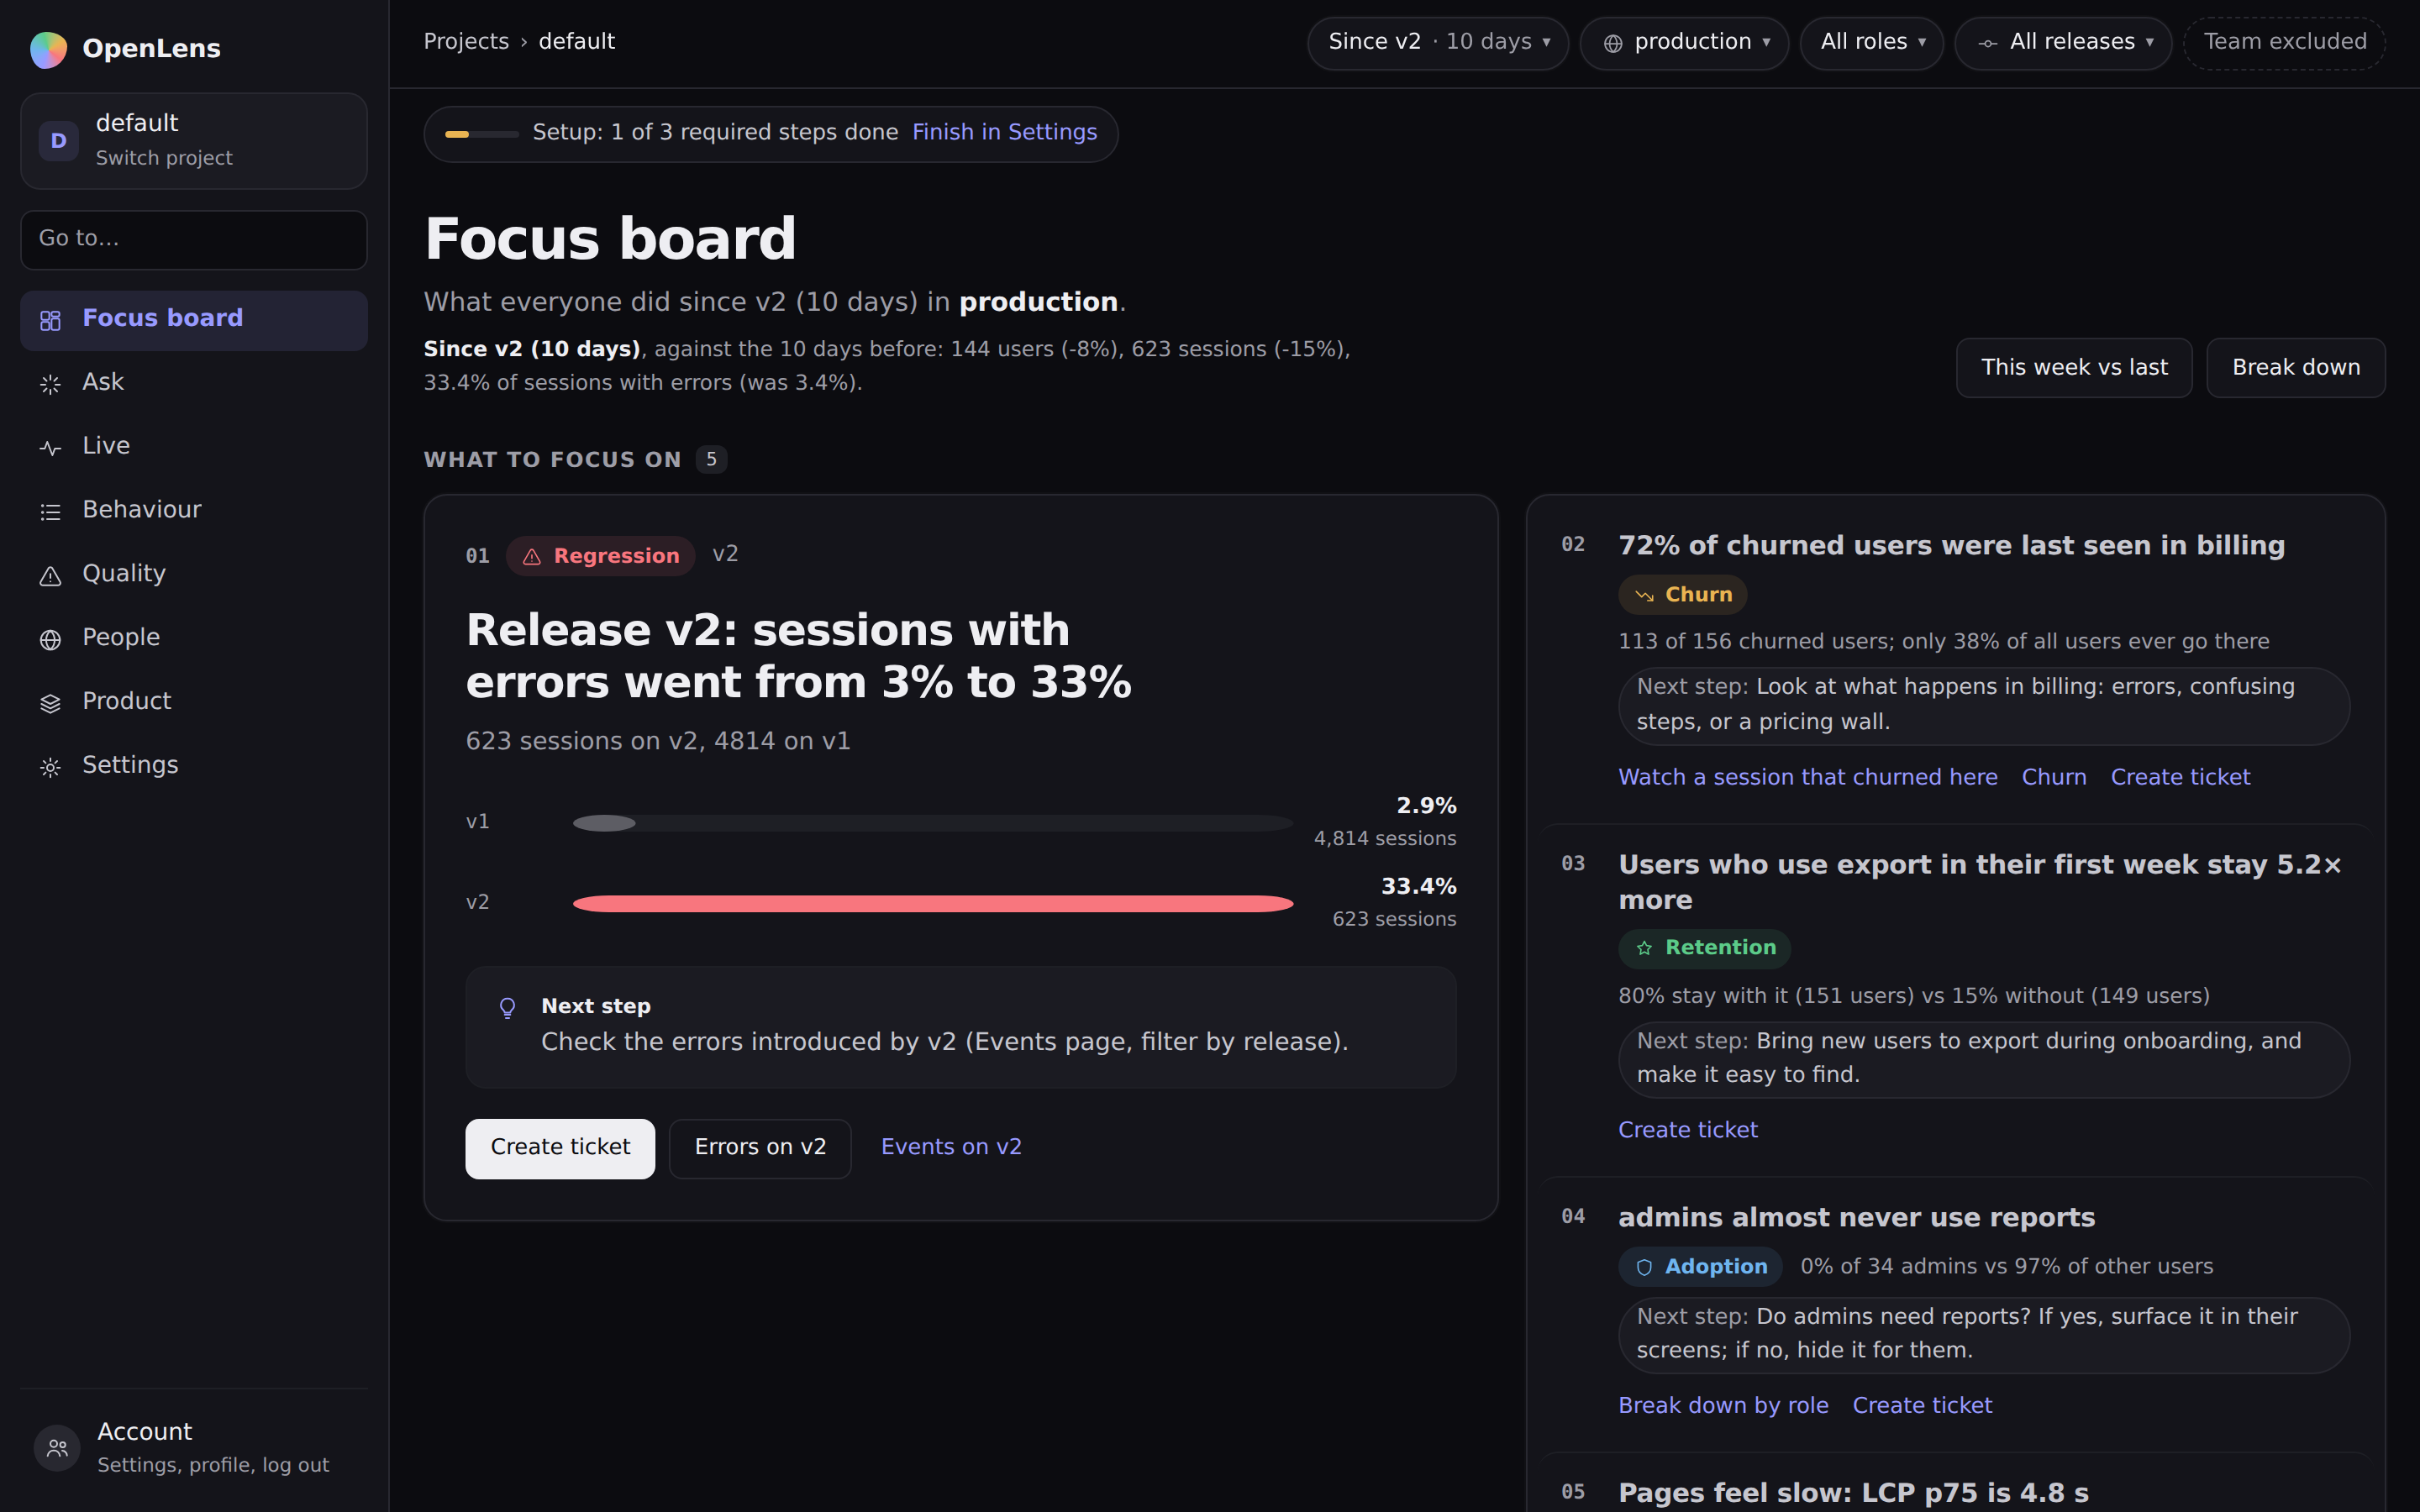 OpenLens
D
default
Switch project
Go to...
Focus board
Ask
Live
Behaviour
Quality
People
Product
Settings
Account
Settings, profile, log out
Projects › default
Since v2 · 10 days ▾
production ▾
All roles ▾
All releases ▾
Team excluded
Setup: 1 of 3 required steps done Finish in Settings
Focus board
What everyone did since v2 (10 days) in production.
Since v2 (10 days), against the 10 days before: 144 users (-8%), 623 sessions (-15%),
33.4% of sessions with errors (was 3.4%).
This week vs last
Break down
WHAT TO FOCUS ON 5
01 Regression v2
Release v2: sessions with
errors went from 3% to 33%
623 sessions on v2, 4814 on v1
v1 2.9%
4,814 sessions
v2 33.4%
623 sessions
Next step
Check the errors introduced by v2 (Events page, filter by release).
Create ticket
Errors on v2
Events on v2
02 72% of churned users were last seen in billing
Churn
113 of 156 churned users; only 38% of all users ever go there
Next step: Look at what happens in billing: errors, confusing
steps, or a pricing wall.
Watch a session that churned here Churn Create ticket
03 Users who use export in their first week stay 5.2×
more
Retention
80% stay with it (151 users) vs 15% without (149 users)
Next step: Bring new users to export during onboarding, and
make it easy to find.
Create ticket
04 admins almost never use reports
Adoption 0% of 34 admins vs 97% of other users
Next step: Do admins need reports? If yes, surface it in their
screens; if no, hide it for them.
Break down by role Create ticket
05 Pages feel slow: LCP p75 is 4.8 s